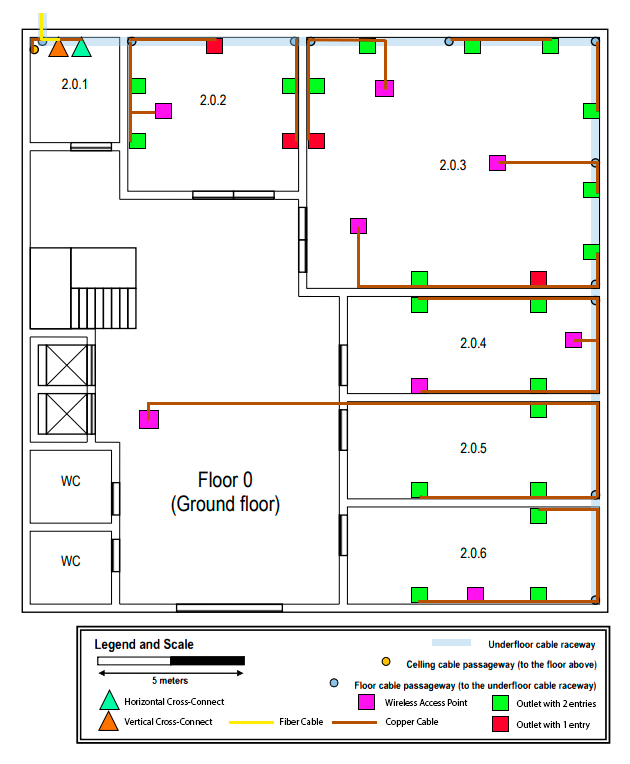 2.0.1
2.0.2
2.0.3
2.0.4
2.0.5
2.0.6
WC
WC
Floor 0
(Ground floor)
Legend and Scale
5 meters
Underfloor cable raceway
Celling cable passageway (to the floor above)
Floor cable passageway (to the underfloor cable raceway)
Horizontal Cross-Connect
Wireless Access Point
Outlet with 2 entries
Vertical Cross-Connect
Fiber Cable
Copper Cable
Outlet with 1 entry